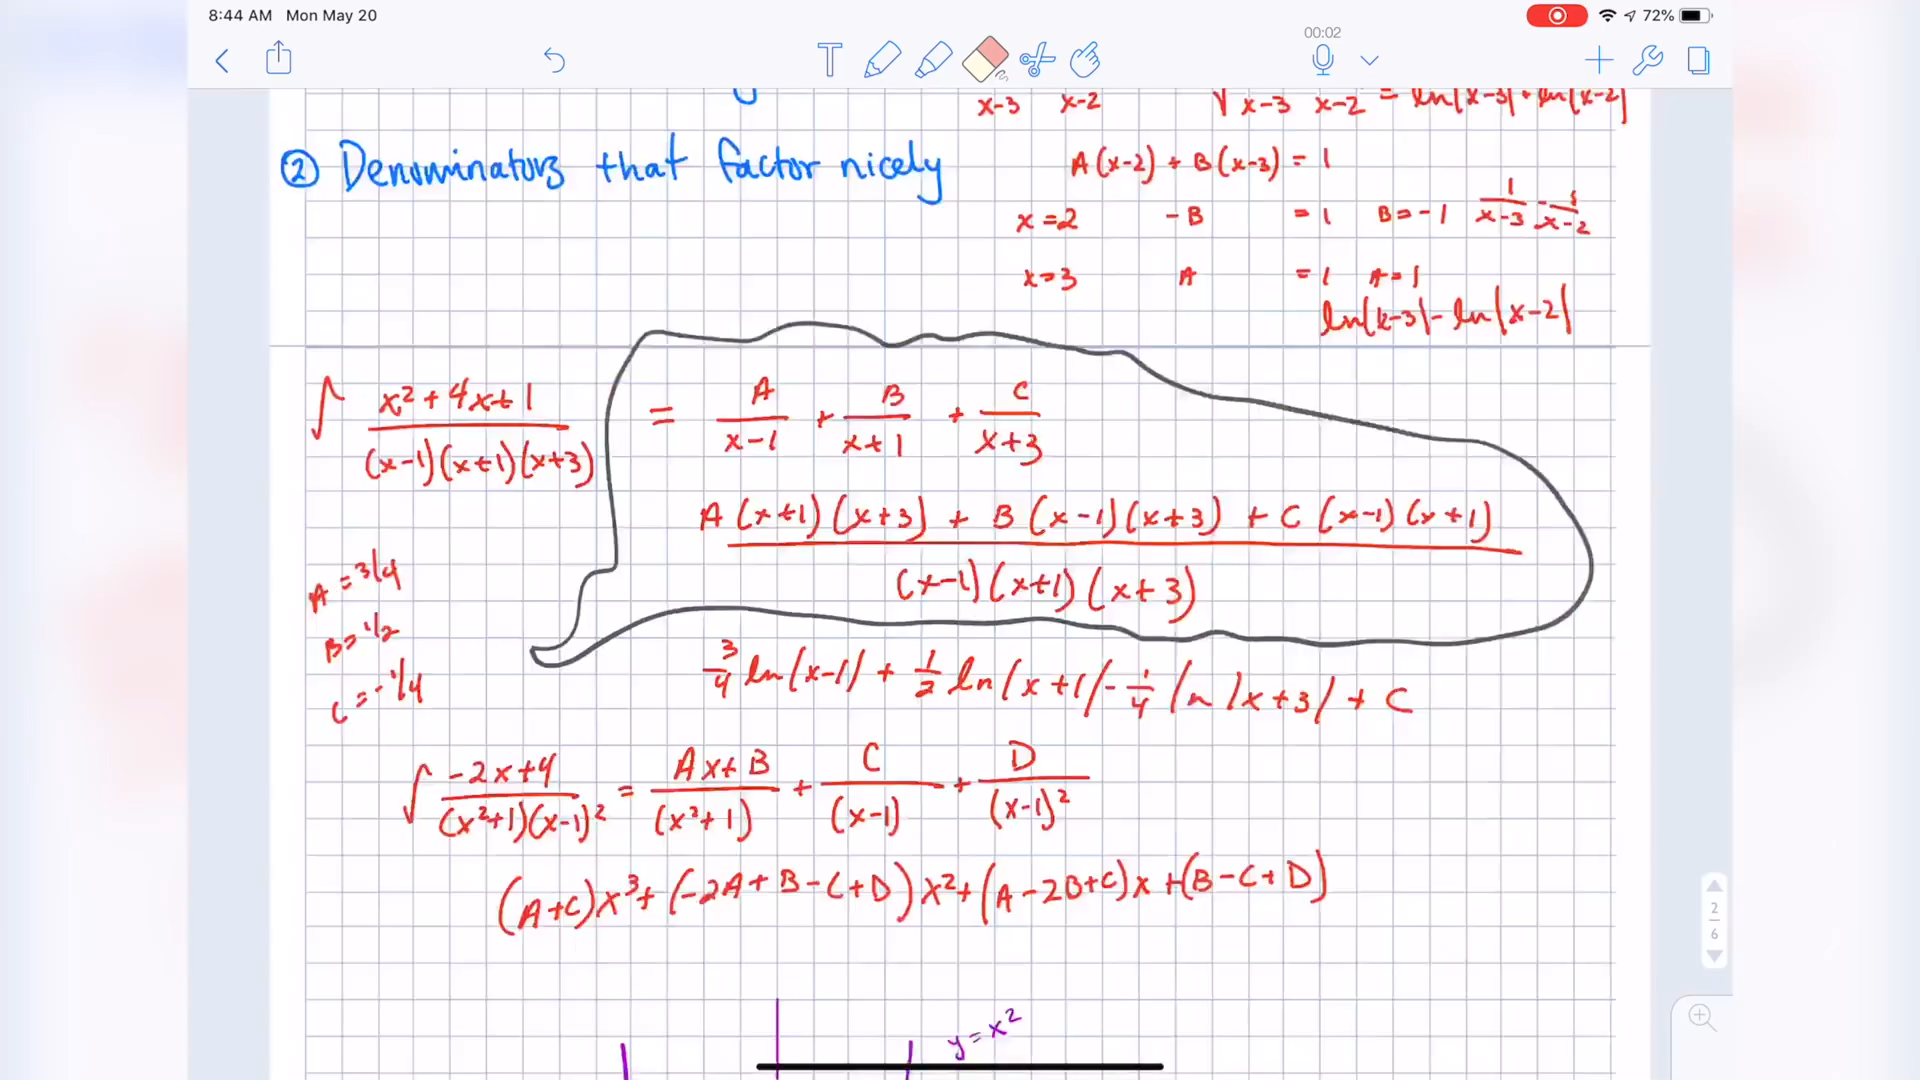 8:44 AM Mon May 20
72%
00:02
x-3 x-2
x-3 x-2 = ln|x-3| + ln|x-2|
② Denominators that factor nicely
A(x-2) + B(x-3) = 1
x=2 -B = 1 B=-1 1/(x-3) - 1/(x-2)
x=3 A = 1 A=1
ln|x-3| - ln|x-2|
∫ (x²+4x+1)/((x-1)(x+1)(x+3)) = A/(x-1) + B/(x+1) + C/(x+3)
A(x+1)(x+3) + B(x-1)(x+3) + C(x-1)(x+1)
(x-1)(x+1)(x+3)
A = 3/4
B = 1/2
C = -1/4
3/4 ln|x-1| + 1/2 ln|x+1| - 1/4 ln|x+3| + C
∫ (-2x+4)/((x²+1)(x-1)²) = (Ax+B)/(x²+1) + C/(x-1) + D/(x-1)²
(A+C)x³ + (-2A+B-C+D)x² + (A-2B+C)x + (B-C+D)
2
6
y=x²